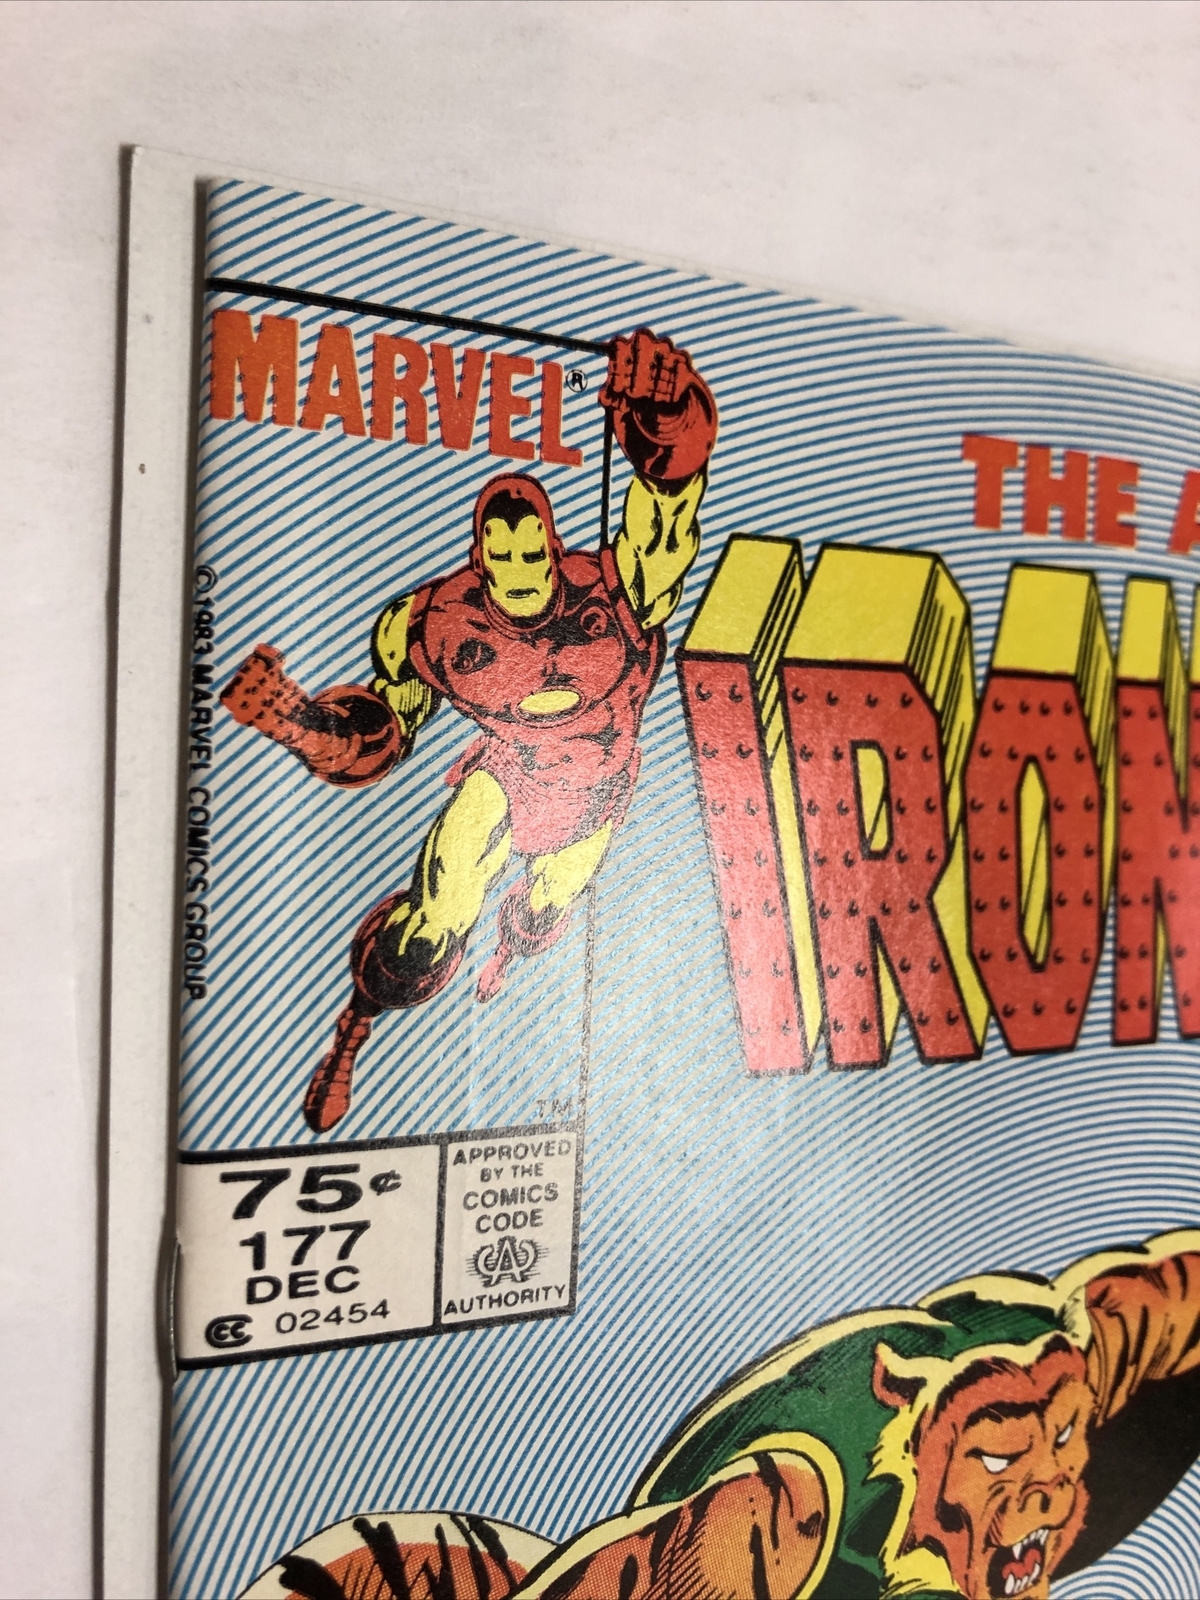 MARVEL®
THE
IRON
©1983 MARVEL COMICS GROUP
TM
75¢
177
DEC
CC 02454
APPROVED
BY THE
COMICS
CODE
CA
AUTHORITY